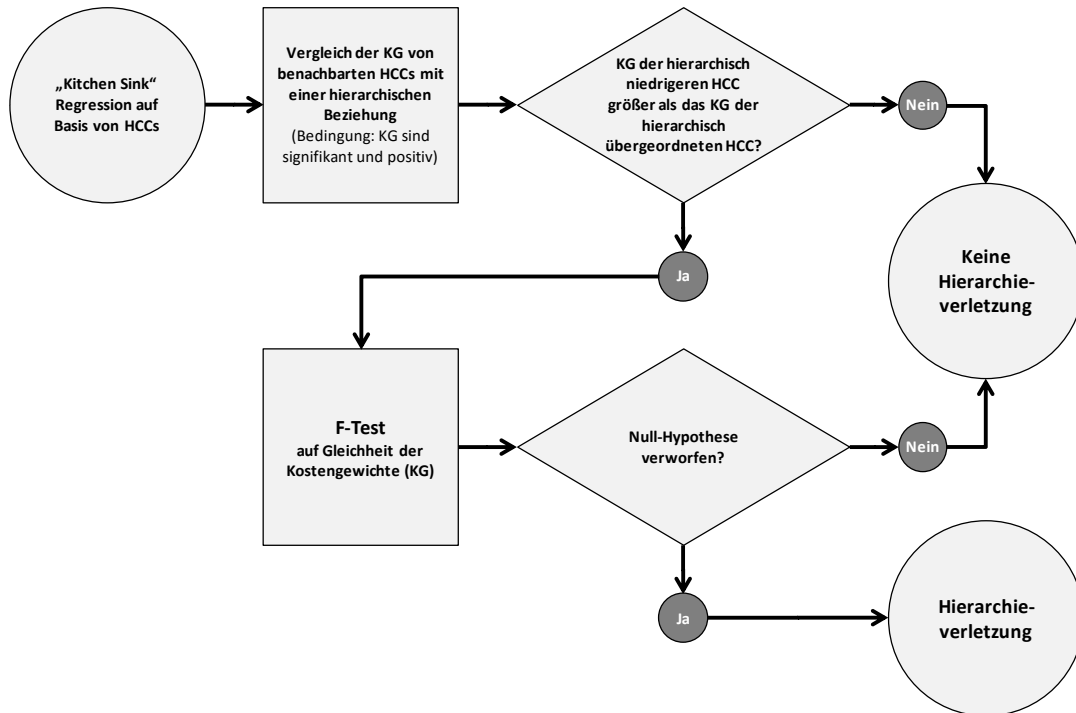 „Kitchen Sink“
Regression auf
Basis von HCCs
Vergleich der KG von
benachbarten HCCs mit
einer hierarchischen
Beziehung
(Bedingung: KG sind
signifikant und positiv)
KG der hierarchisch
niedrigeren HCC
größer als das KG der
hierarchisch
übergeordneten HCC?
Nein
Keine
Hierarchie-
verletzung
Ja
F-Test
auf Gleichheit der
Kostengewichte (KG)
Null-Hypothese
verworfen?
Nein
Ja
Hierarchie-
verletzung